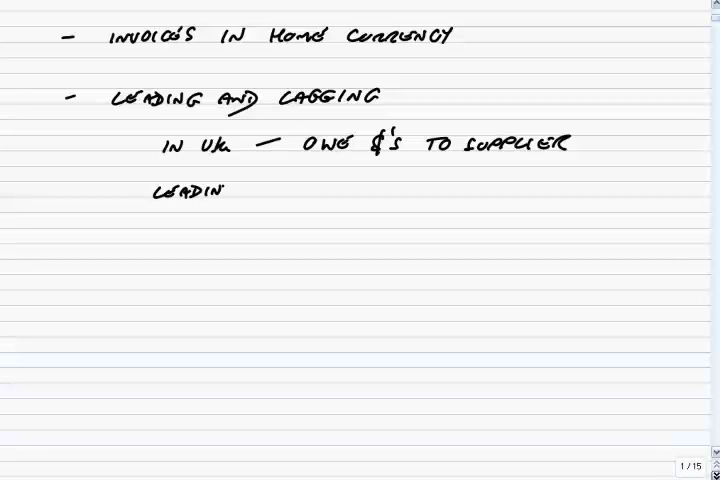 - INVOICES IN HOME CURRENCY
- LEADING AND LAGGING
IN UK - OWE $'S TO SUPPLIER
LEADIN
1 / 15